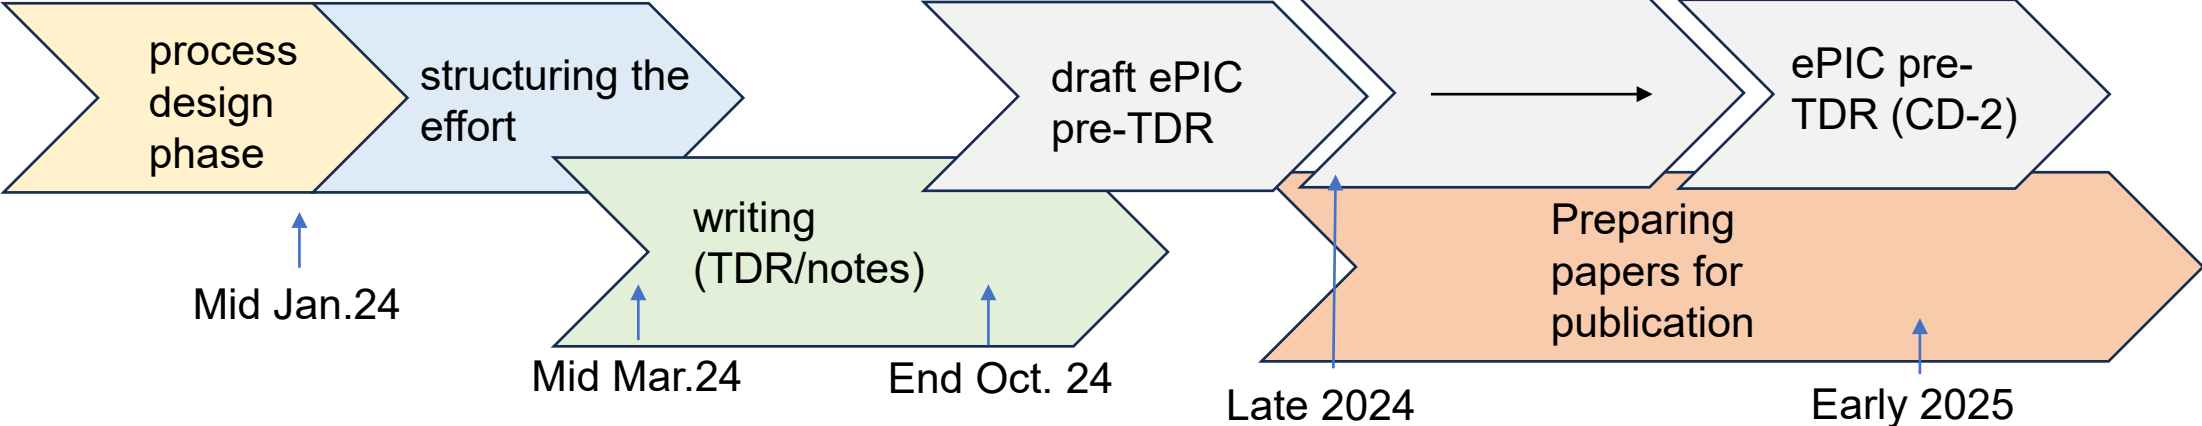 process
design
phase
structuring the
effort
draft ePIC
pre-TDR
ePIC pre-
TDR (CD-2)
writing
(TDR/notes)
Preparing
papers for
publication
Mid Jan.24
Mid Mar.24
End Oct. 24
Late 2024
Early 2025